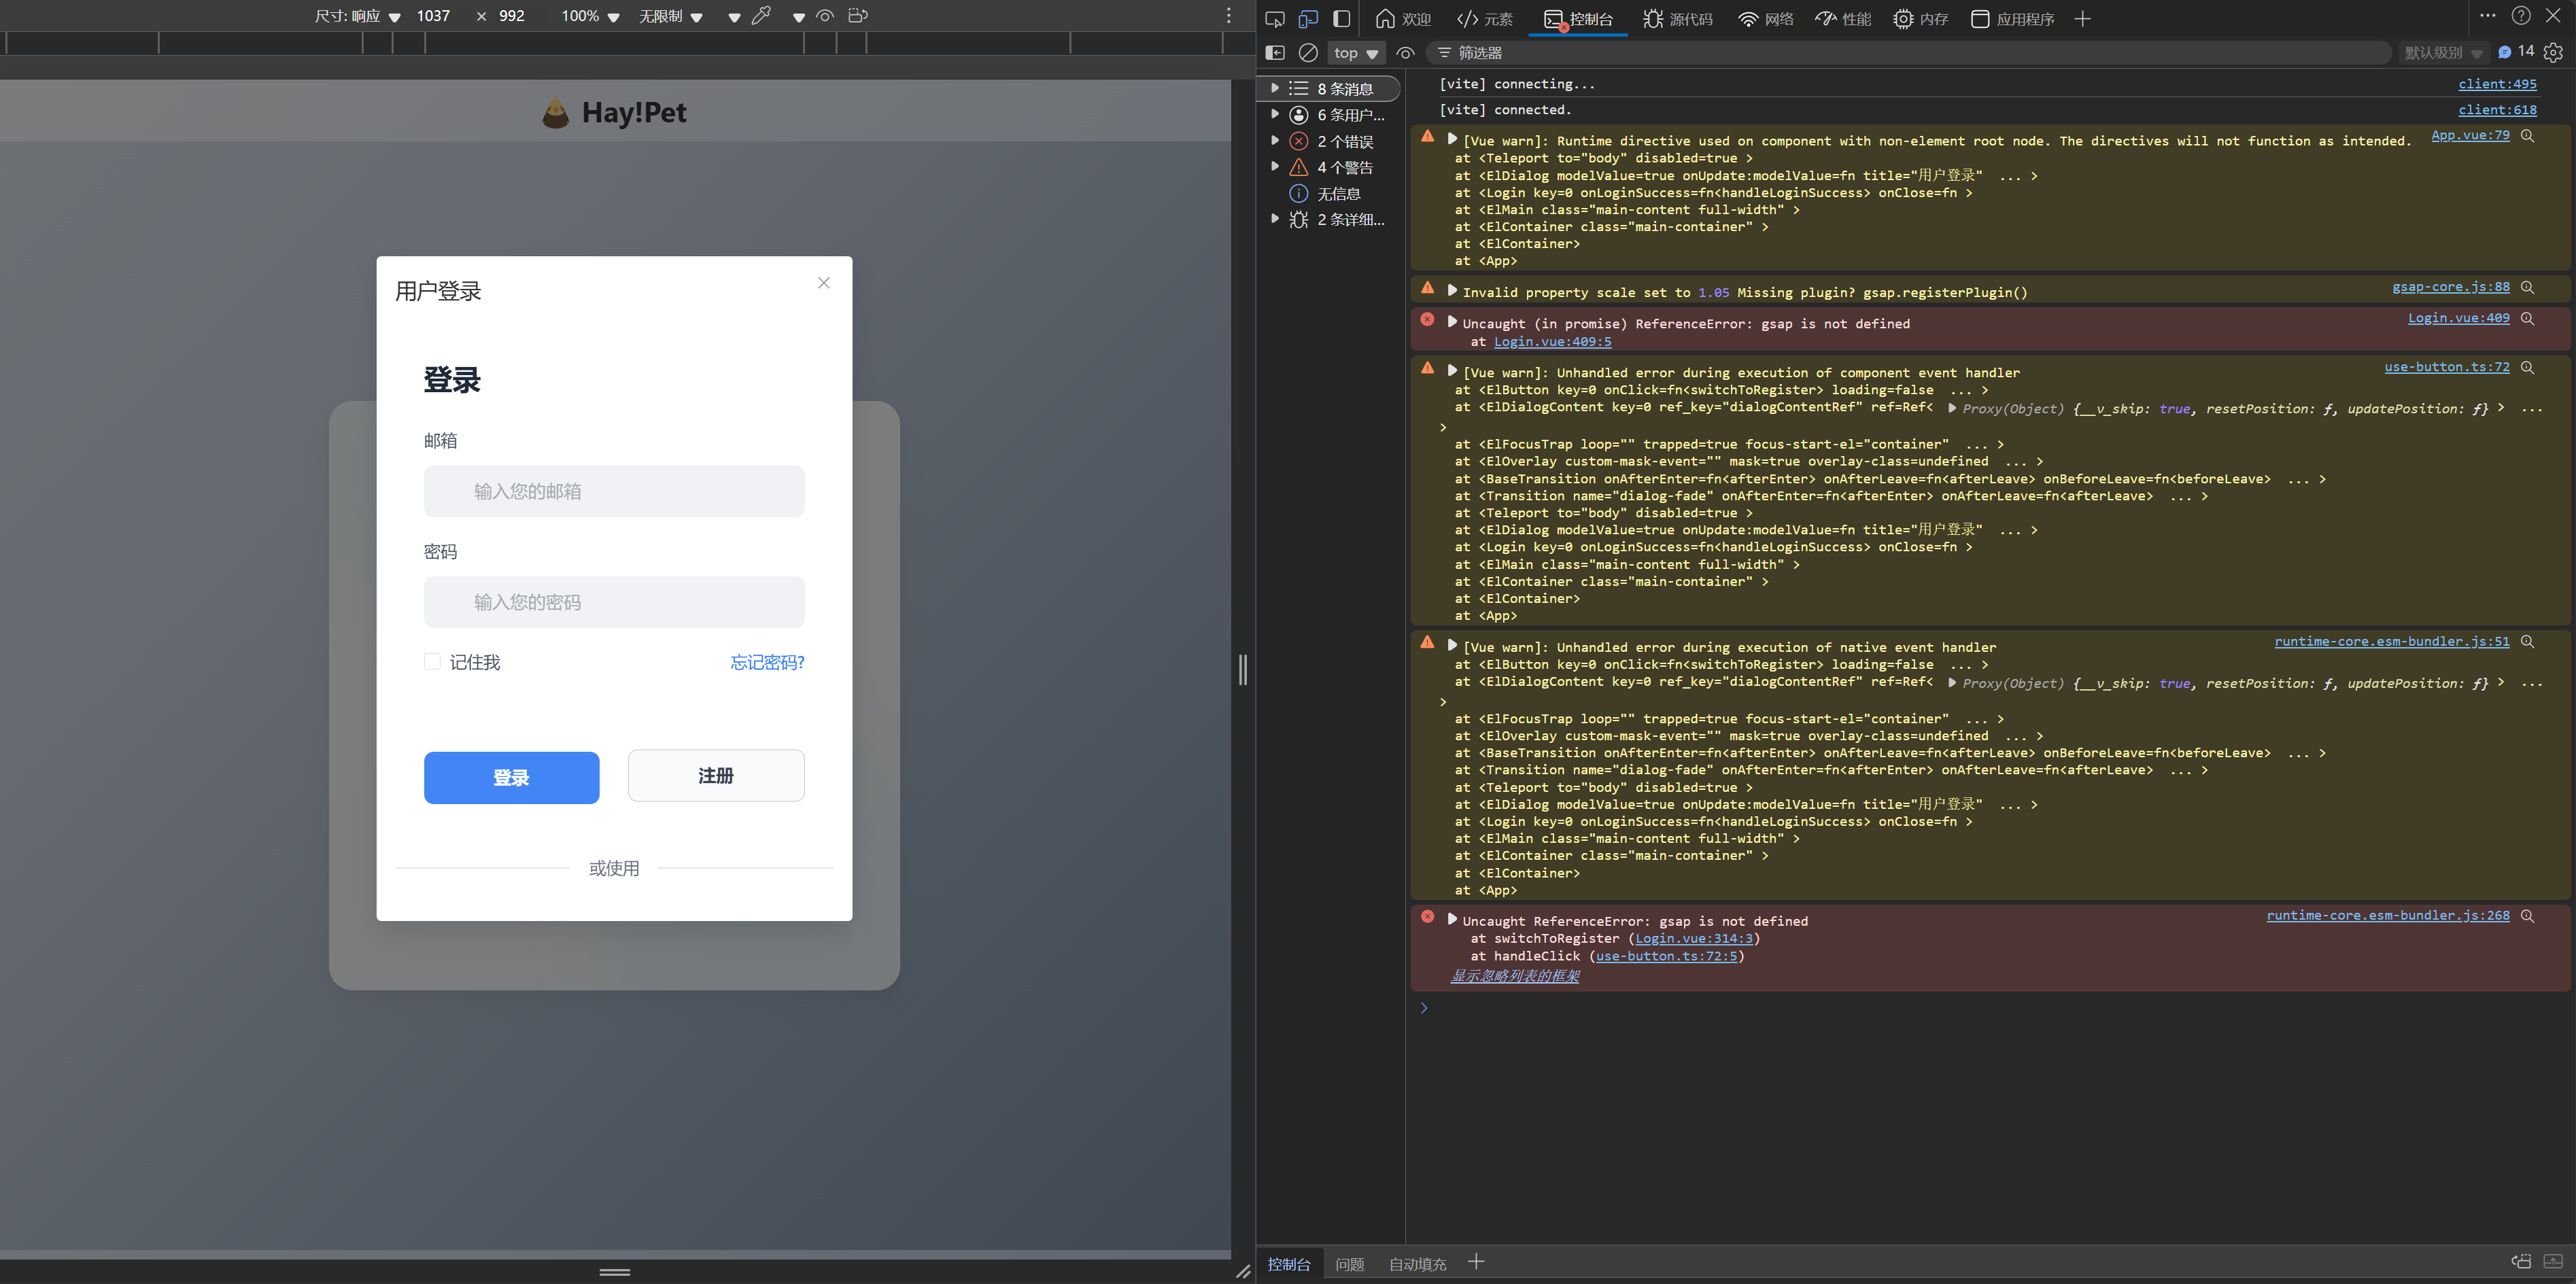 尺寸: 响应 1037 × 992 100% 无限制
Hay!Pet
用户登录
登录
邮箱
输入您的邮箱
密码
输入您的密码
记住我 忘记密码?
登录 注册
或使用
欢迎 元素 控制台 源代码 网络 性能 内存 应用程序
top 筛选器 默认级别 14
8 条消息
6 条用户...
2 个错误
4 个警告
无信息
2 条详细...
[vite] connecting... client:495
[vite] connected. client:618
[Vue warn]: Runtime directive used on component with non-element root node. The directives will not function as intended. App.vue:79
at <Teleport to="body" disabled=true >
at <ElDialog modelValue=true onUpdate:modelValue=fn title="用户登录" ... >
at <Login key=0 onLoginSuccess=fn<handleLoginSuccess> onClose=fn >
at <ElMain class="main-content full-width" >
at <ElContainer class="main-container" >
at <ElContainer>
at <App>
Invalid property scale set to 1.05 Missing plugin? gsap.registerPlugin() gsap-core.js:88
Uncaught (in promise) ReferenceError: gsap is not defined Login.vue:409
at Login.vue:409:5
[Vue warn]: Unhandled error during execution of component event handler use-button.ts:72
at <ElButton key=0 onClick=fn<switchToRegister> loading=false ... >
at <ElDialogContent key=0 ref_key="dialogContentRef" ref=Ref< Proxy(Object) {__v_skip: true, resetPosition: ƒ, updatePosition: ƒ} > ...
>
at <ElFocusTrap loop="" trapped=true focus-start-el="container" ... >
at <ElOverlay custom-mask-event="" mask=true overlay-class=undefined ... >
at <BaseTransition onAfterEnter=fn<afterEnter> onAfterLeave=fn<afterLeave> onBeforeLeave=fn<beforeLeave> ... >
at <Transition name="dialog-fade" onAfterEnter=fn<afterEnter> onAfterLeave=fn<afterLeave> ... >
at <Teleport to="body" disabled=true >
at <ElDialog modelValue=true onUpdate:modelValue=fn title="用户登录" ... >
at <Login key=0 onLoginSuccess=fn<handleLoginSuccess> onClose=fn >
at <ElMain class="main-content full-width" >
at <ElContainer class="main-container" >
at <ElContainer>
at <App>
[Vue warn]: Unhandled error during execution of native event handler runtime-core.esm-bundler.js:51
at <ElButton key=0 onClick=fn<switchToRegister> loading=false ... >
at <ElDialogContent key=0 ref_key="dialogContentRef" ref=Ref< Proxy(Object) {__v_skip: true, resetPosition: ƒ, updatePosition: ƒ} > ...
>
at <ElFocusTrap loop="" trapped=true focus-start-el="container" ... >
at <ElOverlay custom-mask-event="" mask=true overlay-class=undefined ... >
at <BaseTransition onAfterEnter=fn<afterEnter> onAfterLeave=fn<afterLeave> onBeforeLeave=fn<beforeLeave> ... >
at <Transition name="dialog-fade" onAfterEnter=fn<afterEnter> onAfterLeave=fn<afterLeave> ... >
at <Teleport to="body" disabled=true >
at <ElDialog modelValue=true onUpdate:modelValue=fn title="用户登录" ... >
at <Login key=0 onLoginSuccess=fn<handleLoginSuccess> onClose=fn >
at <ElMain class="main-content full-width" >
at <ElContainer class="main-container" >
at <ElContainer>
at <App>
Uncaught ReferenceError: gsap is not defined runtime-core.esm-bundler.js:268
at switchToRegister (Login.vue:314:3)
at handleClick (use-button.ts:72:5)
显示忽略列表的框架
控制台 问题 自动填充